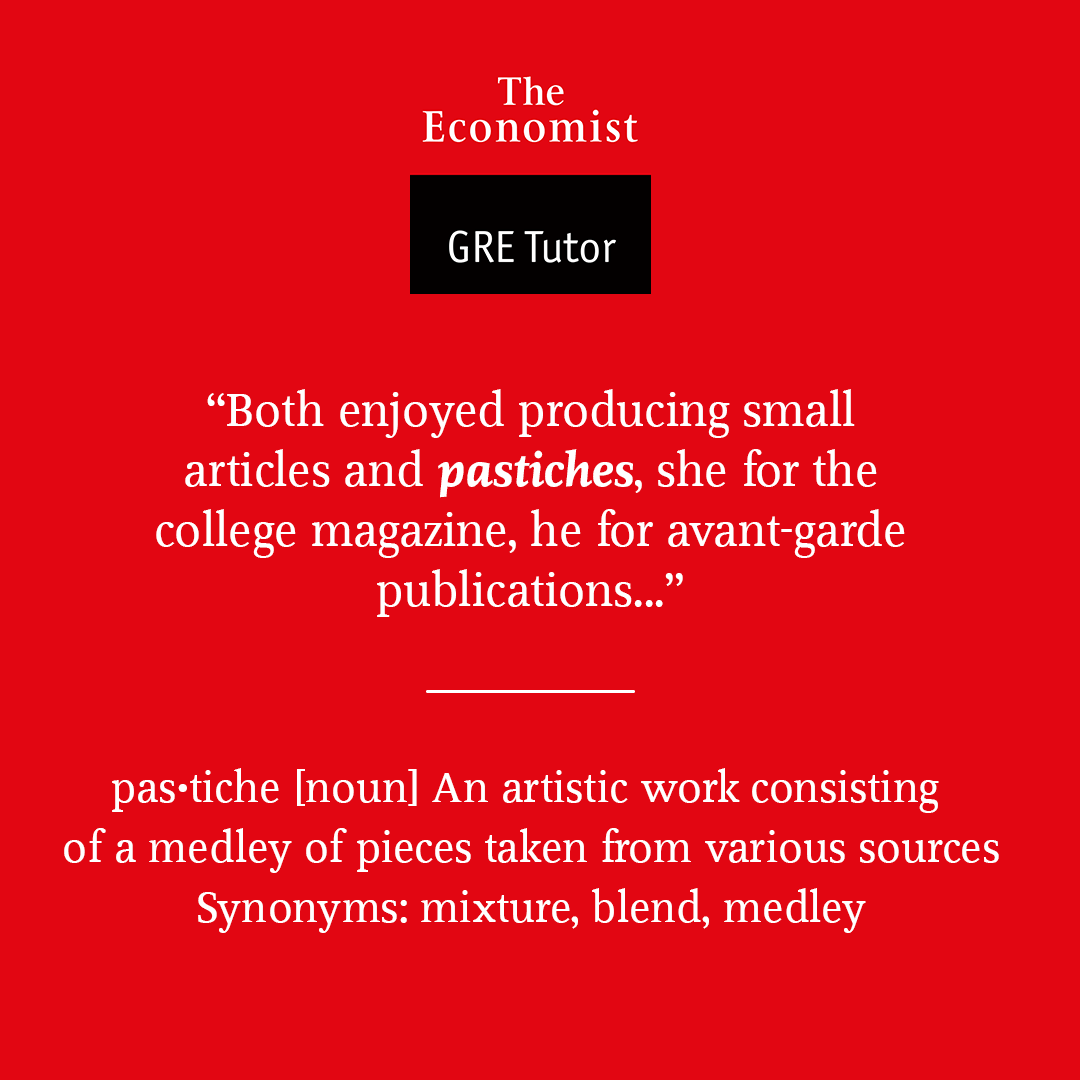 The
Economist
GRE Tutor
“Both enjoyed producing small
articles and pastiches, she for the
college magazine, he for avant-garde
publications...”
pas•tiche [noun] An artistic work consisting
of a medley of pieces taken from various sources
Synonyms: mixture, blend, medley